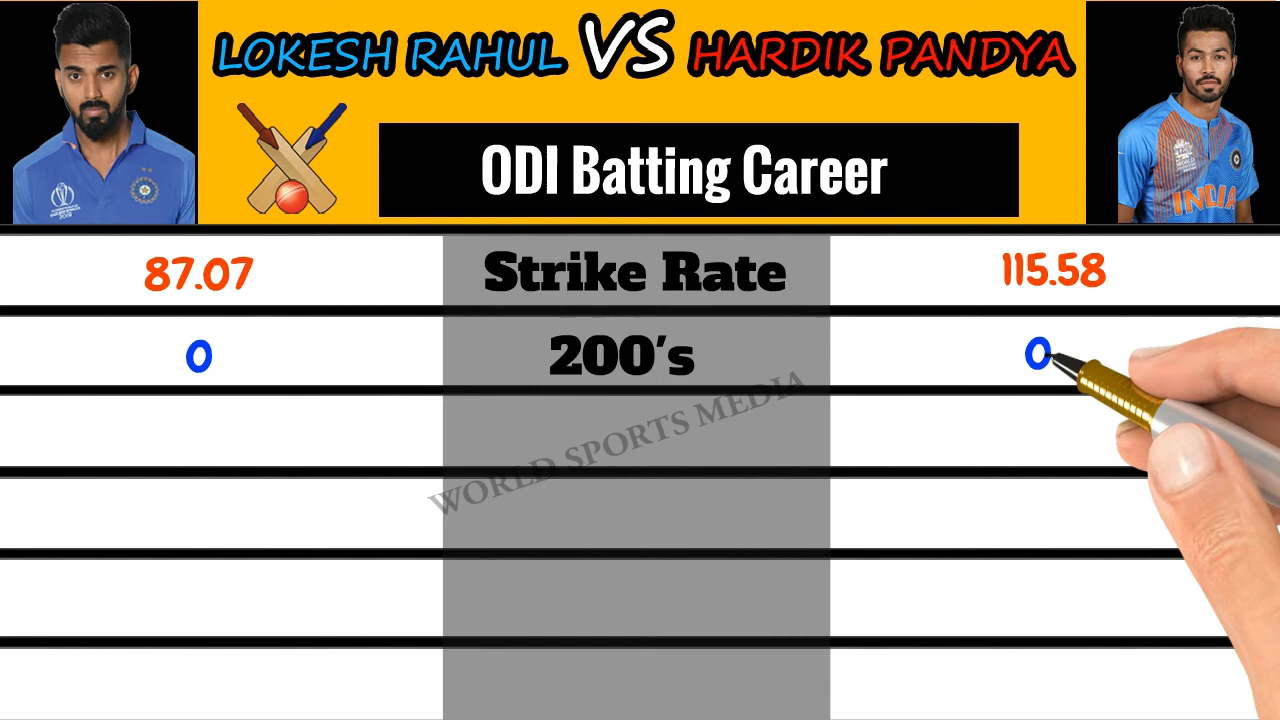 LOKESH RAHUL VS HARDIK PANDYA
ODI Batting Career
INDIA
87.07 Strike Rate 115.58
0 200's 0
WORLD SPORTS MEDIA